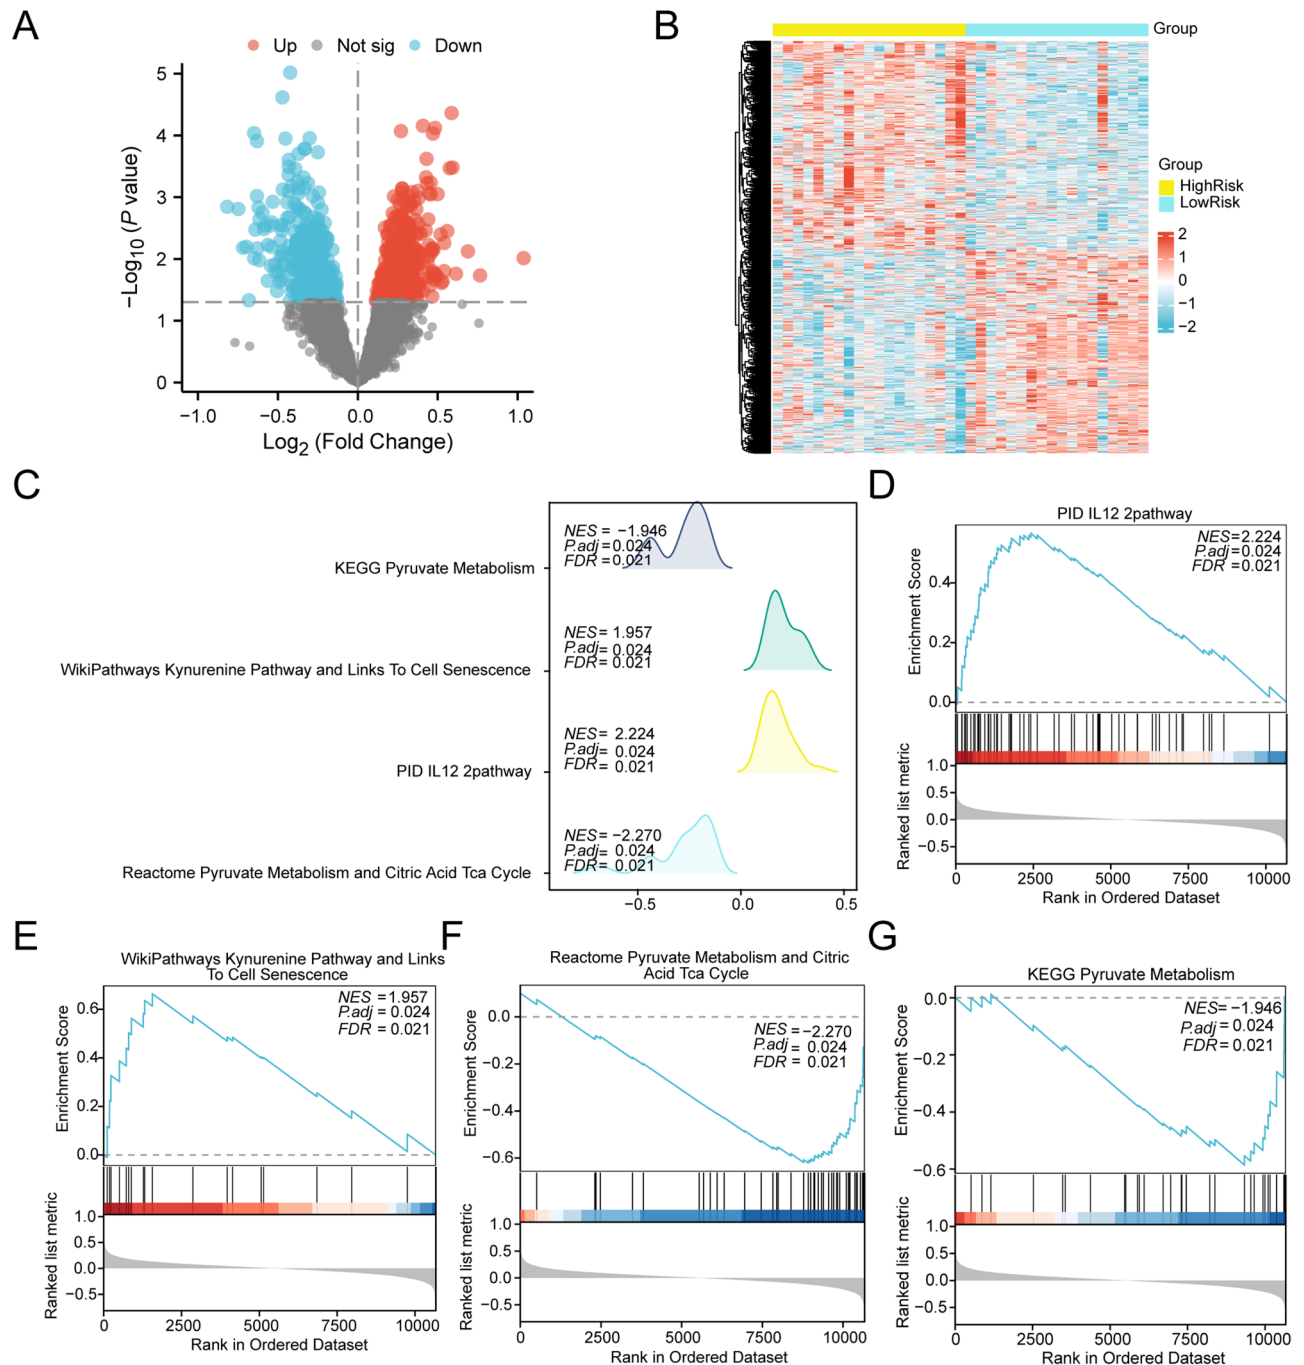 A
Up
Not sig
Down
−Log10 (P value)
5
4
3
2
1
0
−1.0
−0.5
0.0
0.5
1.0
Log2 (Fold Change)
B
Group
Group
HighRisk
LowRisk
2
1
0
−1
−2
C
NES = −1.946
P.adj = 0.024
FDR = 0.021
KEGG Pyruvate Metabolism
NES = 1.957
P.adj = 0.024
FDR = 0.021
WikiPathways Kynurenine Pathway and Links To Cell Senescence
NES = 2.224
P.adj = 0.024
FDR = 0.021
PID IL12 2pathway
NES = −2.270
P.adj = 0.024
FDR = 0.021
Reactome Pyruvate Metabolism and Citric Acid Tca Cycle
−0.5
0.0
0.5
D
PID IL12 2pathway
NES=2.224
P.adj=0.024
FDR = 0.021
Enrichment Score
0.4
0.2
0.0
Ranked list metric
1.0
0.5
0.0
−0.5
0
2500
5000
7500
10000
Rank in Ordered Dataset
E
WikiPathways Kynurenine Pathway and Links
To Cell Senescence
NES =1.957
P.adj = 0.024
FDR = 0.021
Enrichment Score
0.6
0.4
0.2
0.0
Ranked list metric
1.0
0.5
0.0
−0.5
0
2500
5000
7500
10000
Rank in Ordered Dataset
F
Reactome Pyruvate Metabolism and Citric
Acid Tca Cycle
NES =−2.270
P.adj = 0.024
FDR = 0.021
Enrichment Score
0.0
−0.2
−0.4
−0.6
Ranked list metric
1.0
0.5
0.0
−0.5
0
2500
5000
7500
10000
Rank in Ordered Dataset
G
KEGG Pyruvate Metabolism
NES= −1.946
P.adj = 0.024
FDR = 0.021
Enrichment Score
0.0
−0.2
−0.4
−0.6
Ranked list metric
1.0
0.5
0.0
−0.5
0
2500
5000
7500
10000
Rank in Ordered Dataset